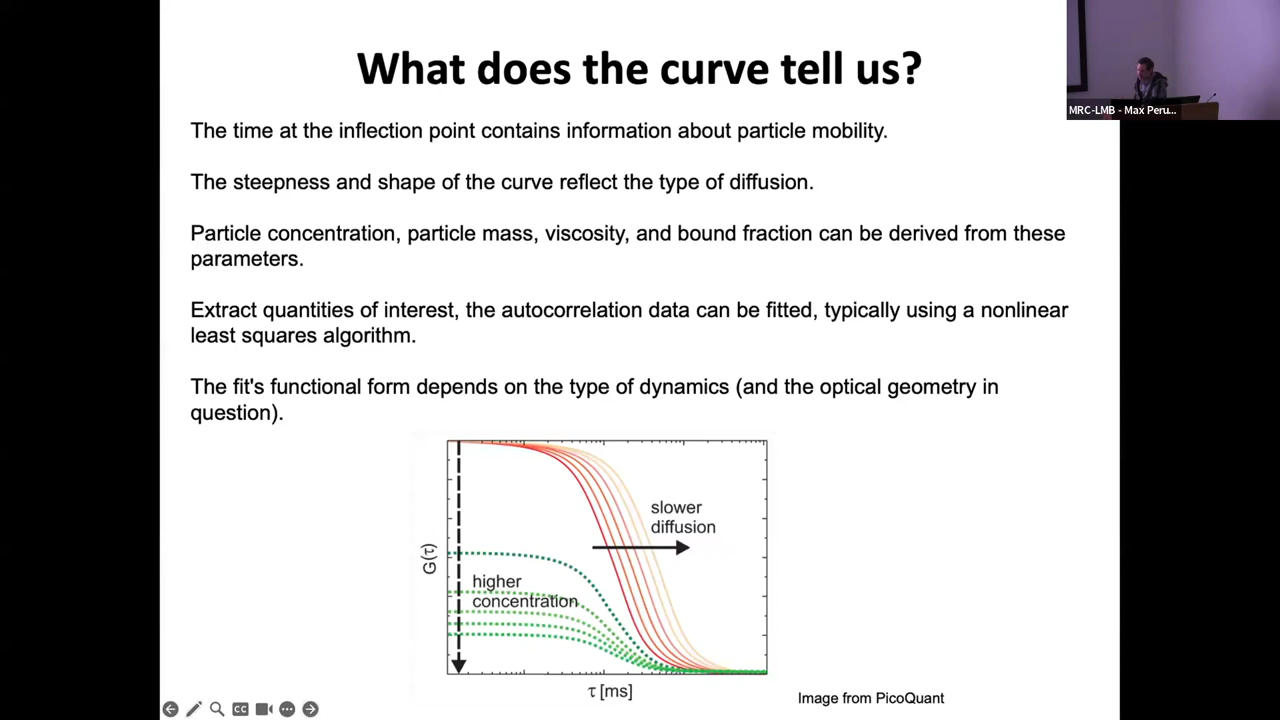 What does the curve tell us?
MRC-LMB - Max Peru...
The time at the inflection point contains information about particle mobility.
The steepness and shape of the curve reflect the type of diffusion.
Particle concentration, particle mass, viscosity, and bound fraction can be derived from these
parameters.
Extract quantities of interest, the autocorrelation data can be fitted, typically using a nonlinear
least squares algorithm.
The fit's functional form depends on the type of dynamics (and the optical geometry in
question).
slower
diffusion
G(τ)
higher
concentration
τ [ms]
Image from PicoQuant
CC